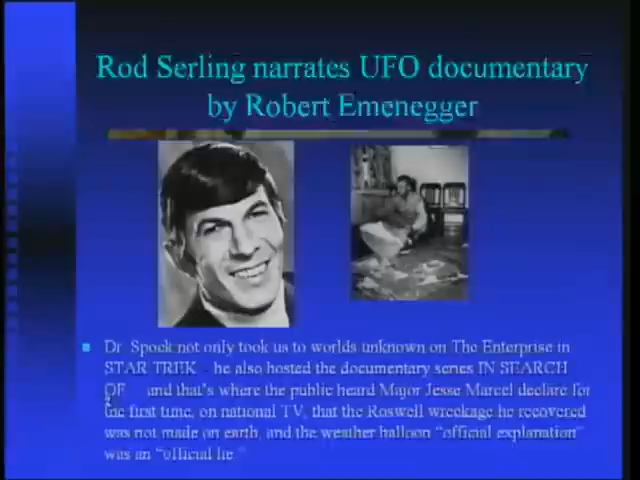 Rod Serling narrates UFO documentary
by Robert Emenegger
Dr. Spock not only took us to worlds unknown on The Enterprise in
STAR TREK - he also hosted the documentary series IN SEARCH
OF and that's where the public heard Major Jesse Marcel declare for
the first time, on national TV, that the Roswell wreckage he recovered
was not made on earth, and the weather balloon "official explanation"
was an "official lie."